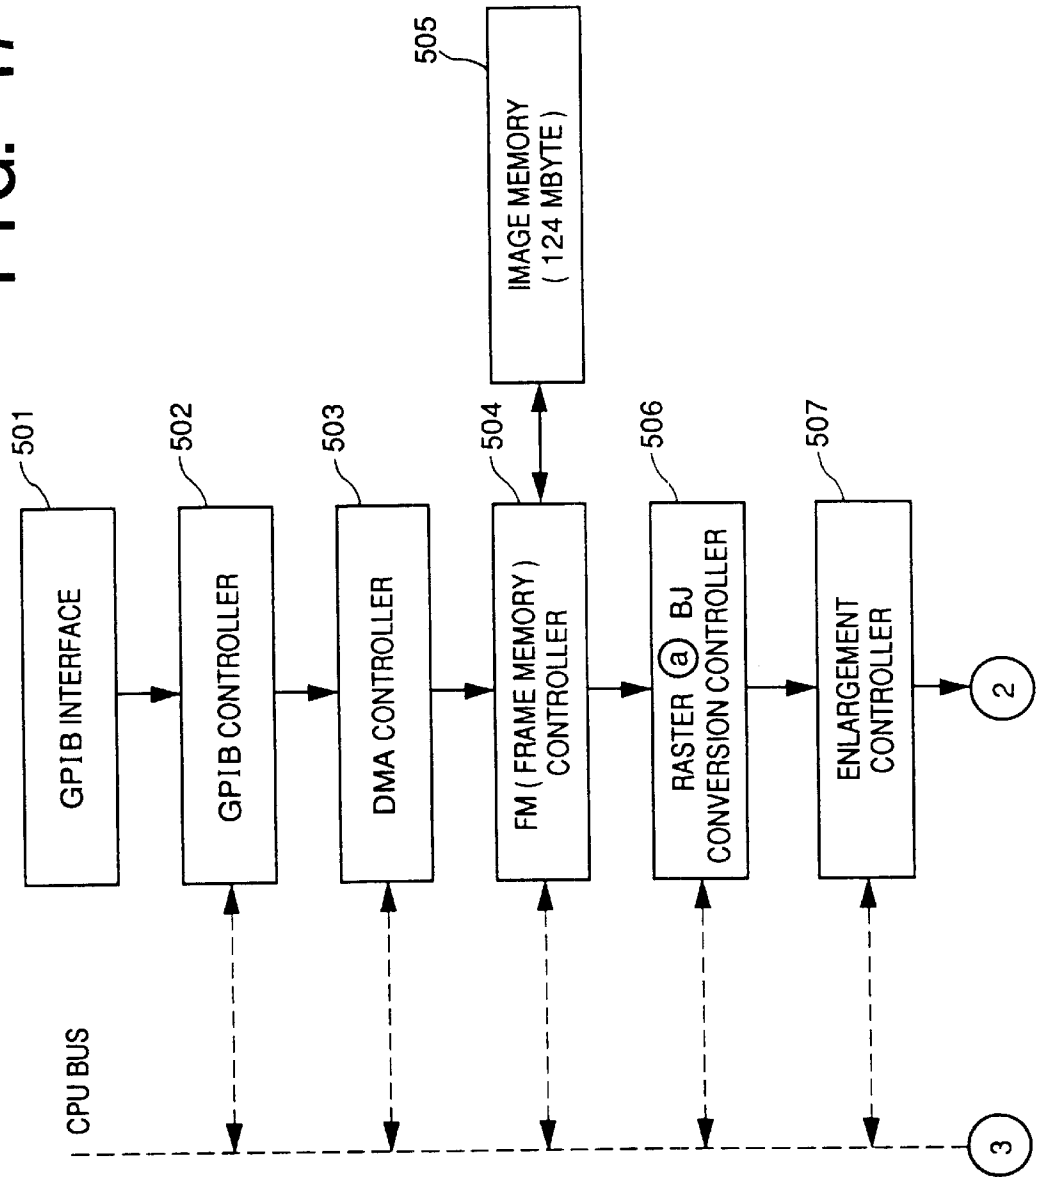 501
GPIB INTERFACE
502
GPIB CONTROLLER
503
DMA CONTROLLER
504
FM ( FRAME MEMORY )
CONTROLLER
505
IMAGE MEMORY
( 124 MBYTE )
506
RASTER ⓐ BJ
CONVERSION CONTROLLER
507
ENLARGEMENT
CONTROLLER
2
CPU BUS
3